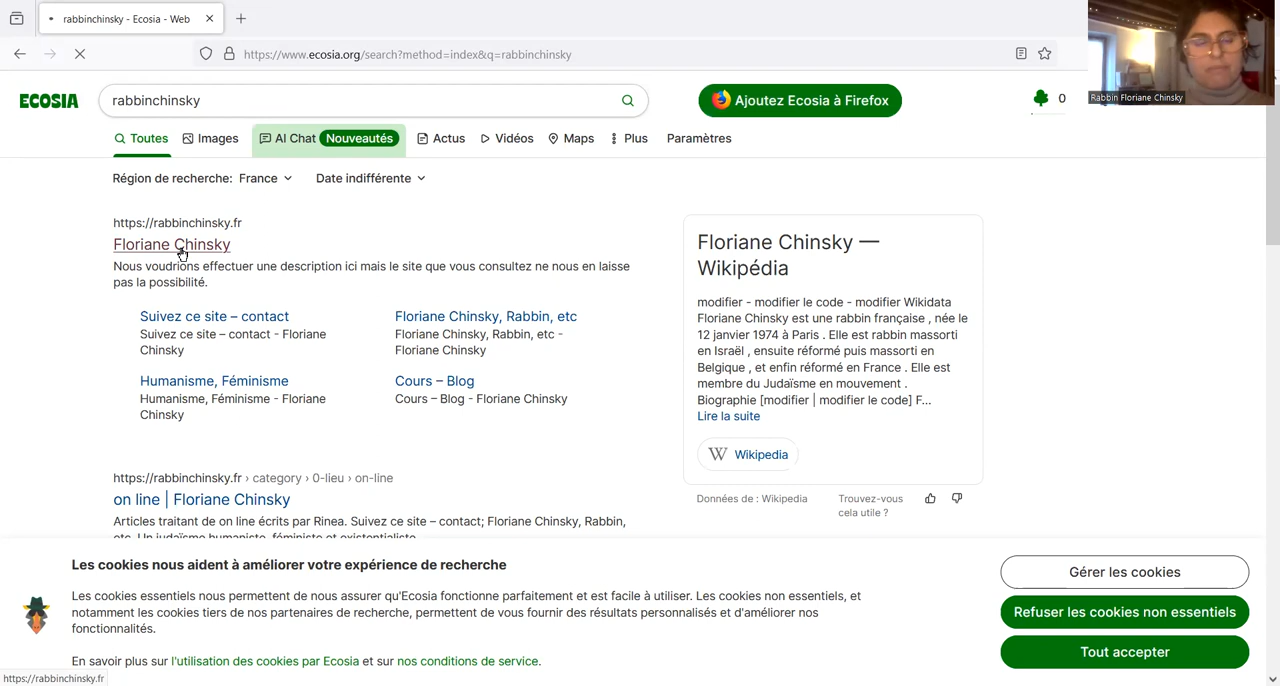 rabbinchinsky - Ecosia - Web
https://www.ecosia.org/search?method=index&q=rabbinchinsky
Rabbin Floriane Chinsky
ECOSIA
rabbinchinsky
Ajoutez Ecosia à Firefox
0
Toutes
Images
AI Chat Nouveautés
Actus
Vidéos
Maps
Plus
Paramètres
Région de recherche: France
Date indifférente
https://rabbinchinsky.fr
Floriane Chinsky
Nous voudrions effectuer une description ici mais le site que vous consultez ne nous en laisse
pas la possibilité.
Suivez ce site – contact
Suivez ce site – contact - Floriane
Chinsky
Floriane Chinsky, Rabbin, etc
Floriane Chinsky, Rabbin, etc -
Floriane Chinsky
Humanisme, Féminisme
Humanisme, Féminisme - Floriane
Chinsky
Cours – Blog
Cours – Blog - Floriane Chinsky
https://rabbinchinsky.fr › category › 0-lieu › on-line
on line | Floriane Chinsky
Articles traitant de on line écrits par Rinea. Suivez ce site – contact; Floriane Chinsky, Rabbin,
etc. Un judaïsme humaniste, féministe et existentialiste
Floriane Chinsky —
Wikipédia
modifier - modifier le code - modifier Wikidata
Floriane Chinsky est une rabbin française , née le
12 janvier 1974 à Paris . Elle est rabbin massorti
en Israël , ensuite réformé puis massorti en
Belgique , et enfin réformé en France . Elle est
membre du Judaïsme en mouvement .
Biographie [modifier | modifier le code] F...
Lire la suite
Wikipedia
Données de : Wikipedia
Trouvez-vous
cela utile ?
Les cookies nous aident à améliorer votre expérience de recherche
Les cookies essentiels nous permettent de nous assurer qu'Ecosia fonctionne parfaitement et est facile à utiliser. Les cookies non essentiels, et
notamment les cookies tiers de nos partenaires de recherche, permettent de vous fournir des résultats personnalisés et d'améliorer nos
fonctionnalités.
En savoir plus sur l'utilisation des cookies par Ecosia et sur nos conditions de service.
Gérer les cookies
Refuser les cookies non essentiels
Tout accepter
https://rabbinchinsky.fr